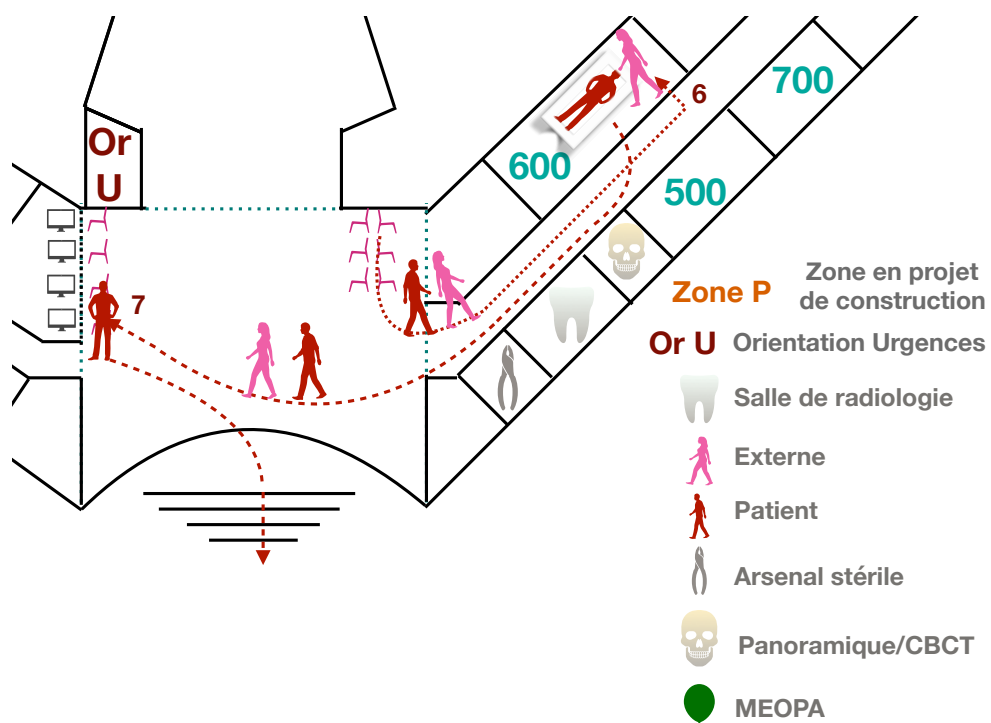 Or
U
6
700
600
500
7
Zone P
Zone en projet
de construction
Or U
Orientation Urgences
Salle de radiologie
Externe
Patient
Arsenal stérile
Panoramique/CBCT
MEOPA